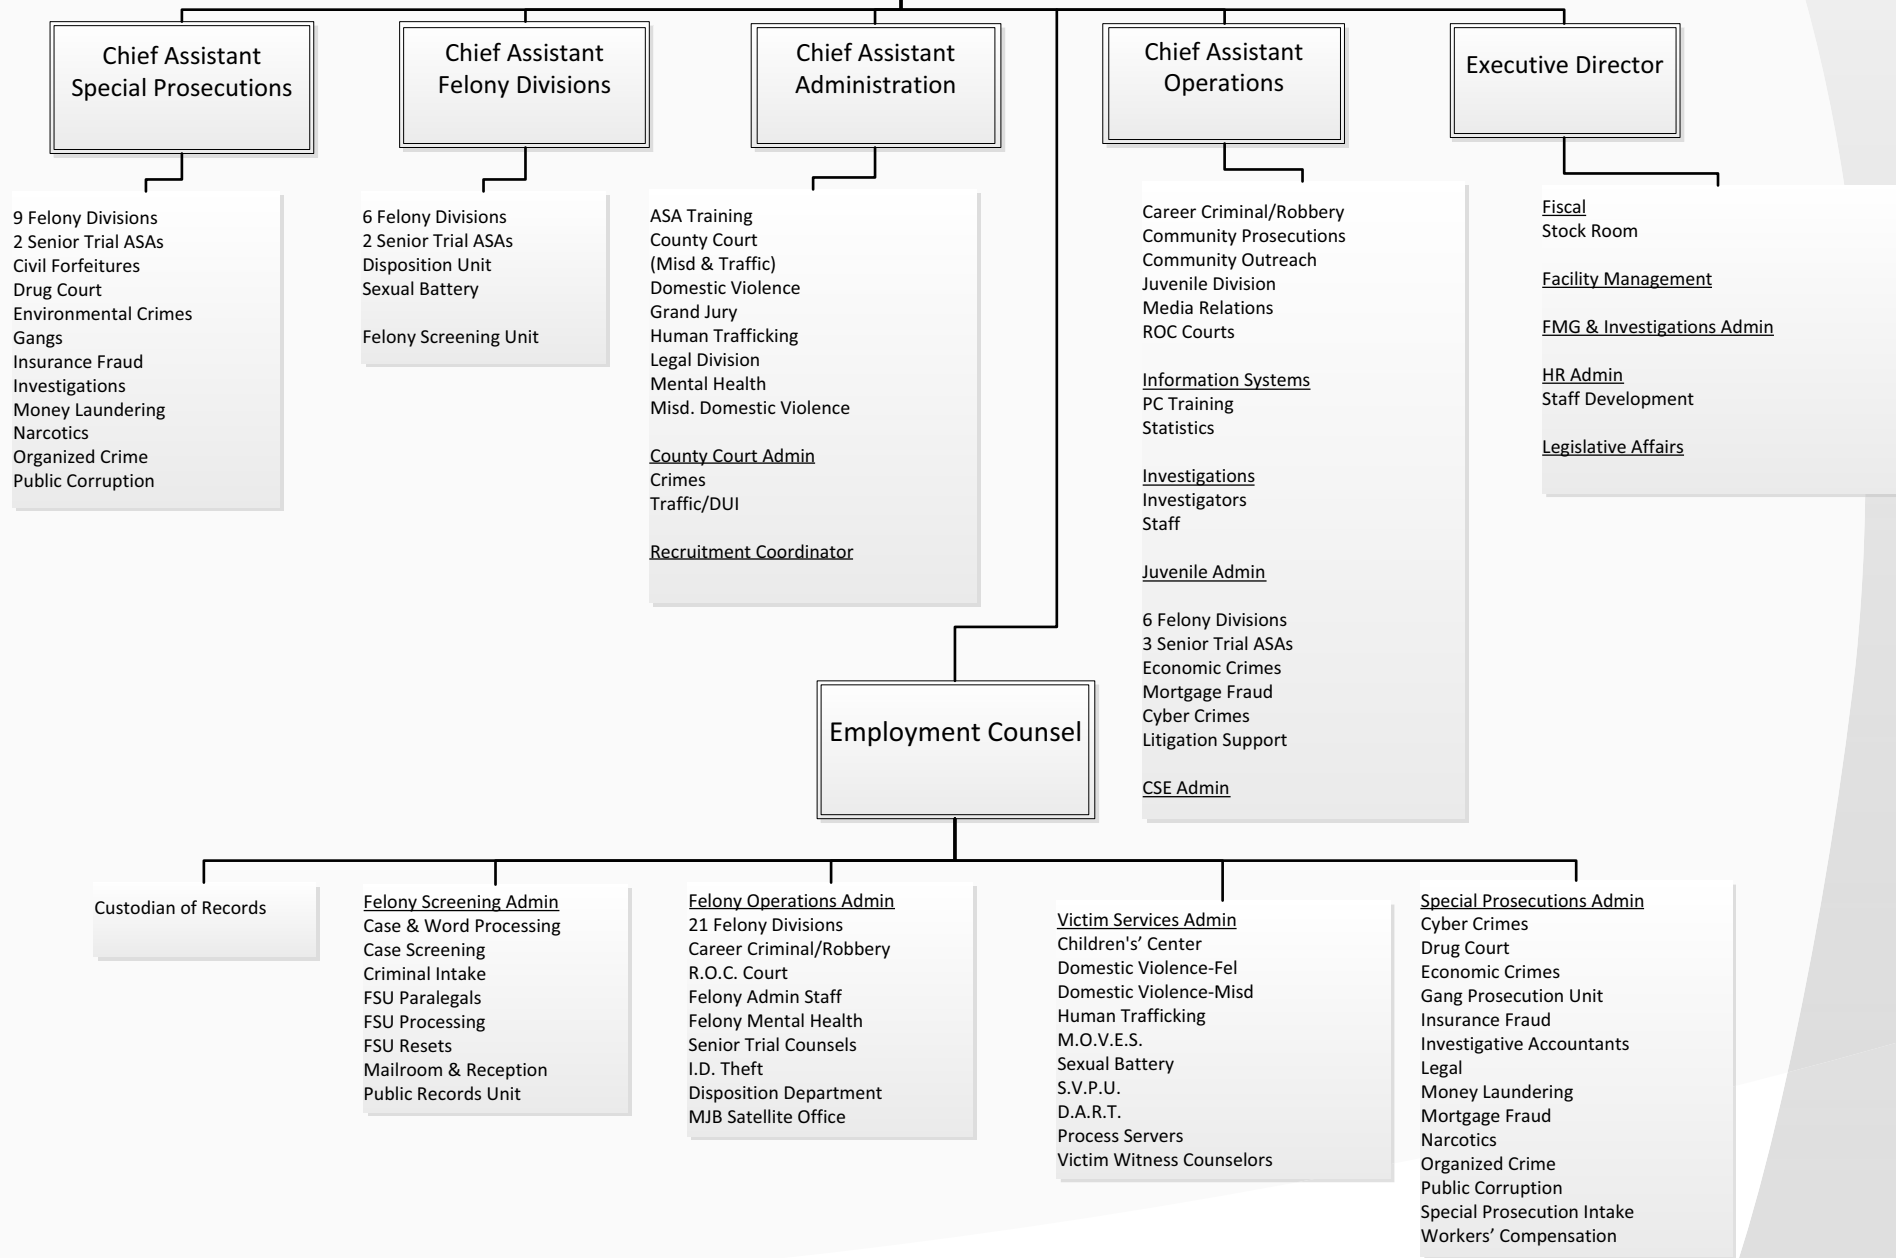 Chief Assistant
Special Prosecutions
Chief Assistant
Felony Divisions
Chief Assistant
Administration
Chief Assistant
Operations
Executive Director
9 Felony Divisions
2 Senior Trial ASAs
Civil Forfeitures
Drug Court
Environmental Crimes
Gangs
Insurance Fraud
Investigations
Money Laundering
Narcotics
Organized Crime
Public Corruption
6 Felony Divisions
2 Senior Trial ASAs
Disposition Unit
Sexual Battery
Felony Screening Unit
ASA Training
County Court
(Misd & Traffic)
Domestic Violence
Grand Jury
Human Trafficking
Legal Division
Mental Health
Misd. Domestic Violence
County Court Admin
Crimes
Traffic/DUI
Recruitment Coordinator
Career Criminal/Robbery
Community Prosecutions
Community Outreach
Juvenile Division
Media Relations
ROC Courts
Information Systems
PC Training
Statistics
Investigations
Investigators
Staff
Juvenile Admin
6 Felony Divisions
3 Senior Trial ASAs
Economic Crimes
Mortgage Fraud
Cyber Crimes
Litigation Support
CSE Admin
Fiscal
Stock Room
Facility Management
FMG & Investigations Admin
HR Admin
Staff Development
Legislative Affairs
Employment Counsel
Custodian of Records
Felony Screening Admin
Case & Word Processing
Case Screening
Criminal Intake
FSU Paralegals
FSU Processing
FSU Resets
Mailroom & Reception
Public Records Unit
Felony Operations Admin
21 Felony Divisions
Career Criminal/Robbery
R.O.C. Court
Felony Admin Staff
Felony Mental Health
Senior Trial Counsels
I.D. Theft
Disposition Department
MJB Satellite Office
Victim Services Admin
Children's’ Center
Domestic Violence-Fel
Domestic Violence-Misd
Human Trafficking
M.O.V.E.S.
Sexual Battery
S.V.P.U.
D.A.R.T.
Process Servers
Victim Witness Counselors
Special Prosecutions Admin
Cyber Crimes
Drug Court
Economic Crimes
Gang Prosecution Unit
Insurance Fraud
Investigative Accountants
Legal
Money Laundering
Mortgage Fraud
Narcotics
Organized Crime
Public Corruption
Special Prosecution Intake
Workers’ Compensation